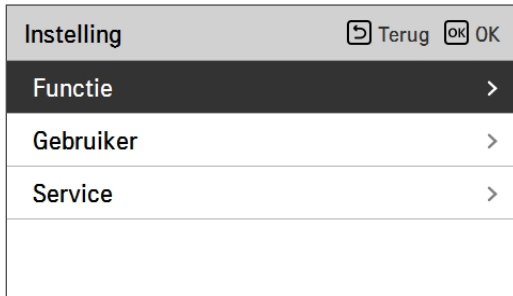 Instelling Terug OK OK
Functie >
Gebruiker >
Service >